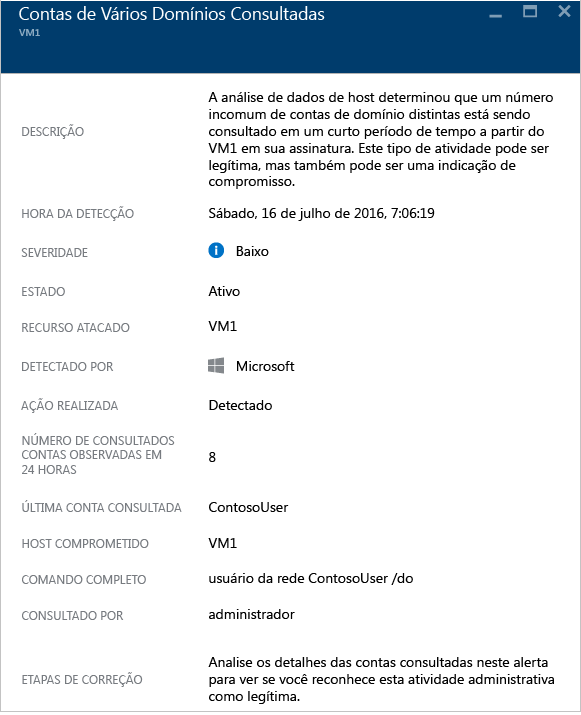 Contas de Vários Domínios Consultadas
VM1
DESCRIÇÃO
A análise de dados de host determinou que um número
incomum de contas de domínio distintas está sendo
consultado em um curto período de tempo a partir do
VM1 em sua assinatura. Este tipo de atividade pode ser
legítima, mas também pode ser uma indicação de
compromisso.
HORA DA DETECÇÃO
Sábado, 16 de julho de 2016, 7:06:19
SEVERIDADE
Baixo
ESTADO
Ativo
RECURSO ATACADO
VM1
DETECTADO POR
Microsoft
AÇÃO REALIZADA
Detectado
NÚMERO DE CONSULTADOS
CONTAS OBSERVADAS EM
24 HORAS
8
ÚLTIMA CONTA CONSULTADA
ContosoUser
HOST COMPROMETIDO
VM1
COMANDO COMPLETO
usuário da rede ContosoUser /do
CONSULTADO POR
administrador
ETAPAS DE CORREÇÃO
Analise os detalhes das contas consultadas neste alerta
para ver se você reconhece esta atividade administrativa
como legítima.